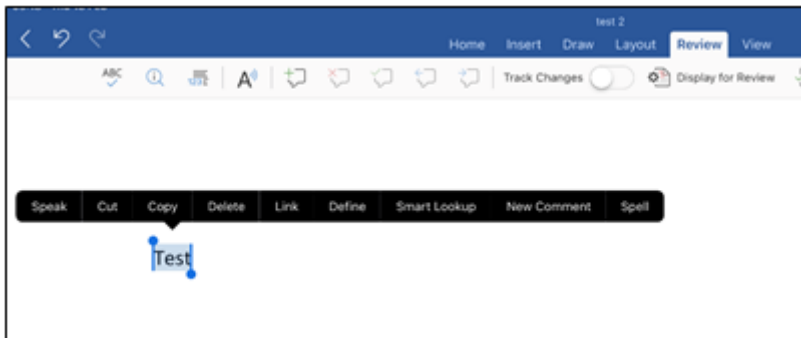 test 2
Home Insert Draw Layout Review View
ABC Track Changes Display for Review
Speak Cut Copy Delete Link Define Smart Lookup New Comment Spell
Test